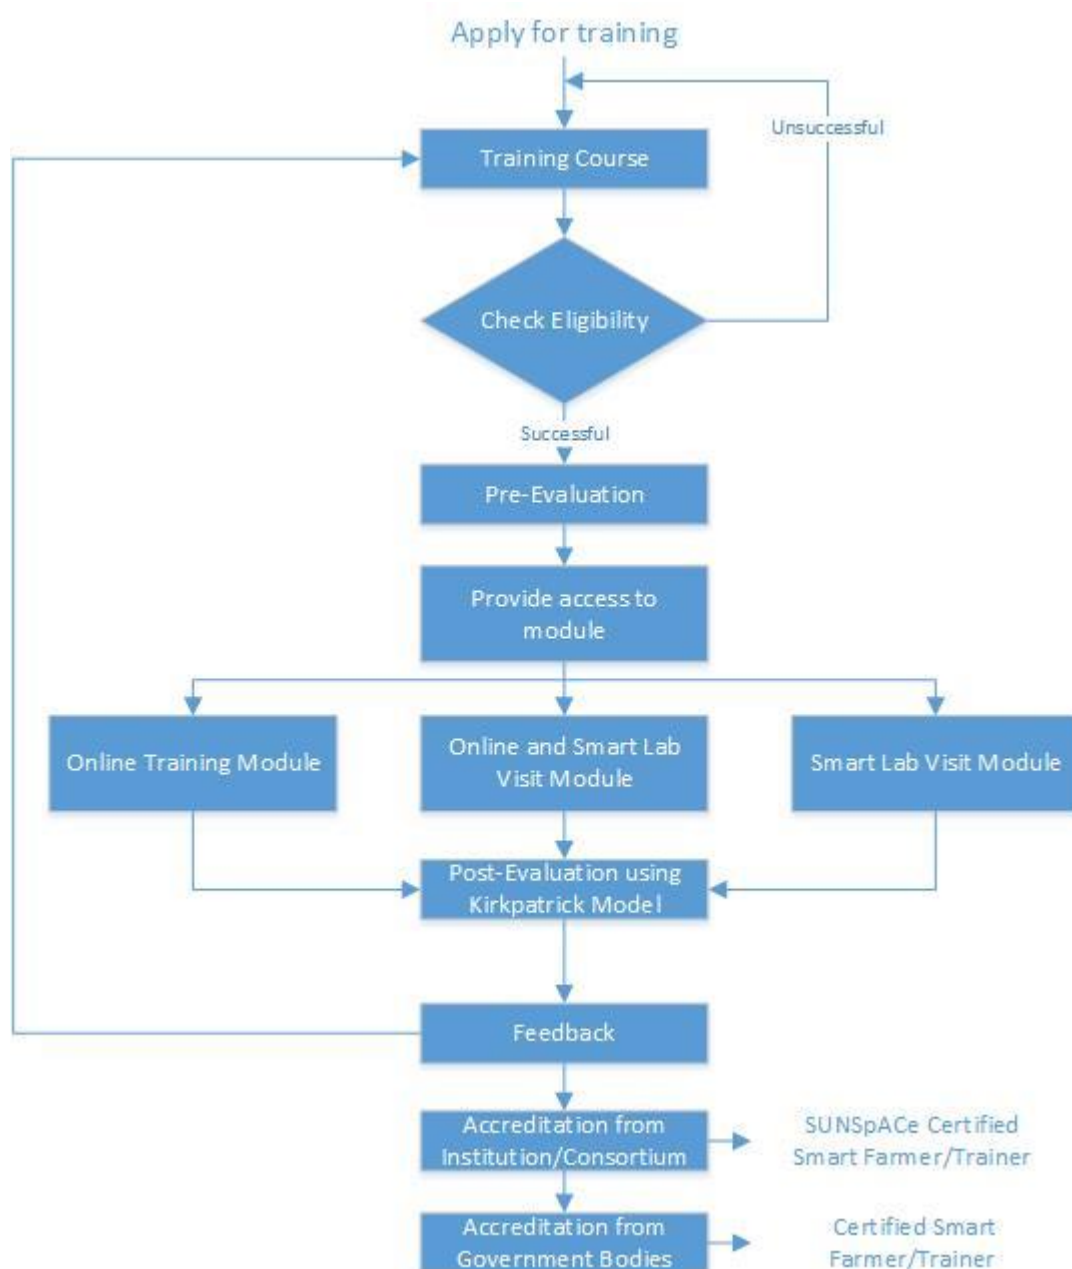 Apply for training
Unsuccessful
Training Course
Check Eligibility
Successful
Pre-Evaluation
Provide access to
module
Online Training Module
Online and Smart Lab
Visit Module
Smart Lab Visit Module
Post-Evaluation using
Kirkpatrick Model
Feedback
Accreditation from
Institution/Consortium
SUNSpACe Certified
Smart Farmer/Trainer
Accreditation from
Government Bodies
Certified Smart
Farmer/Trainer